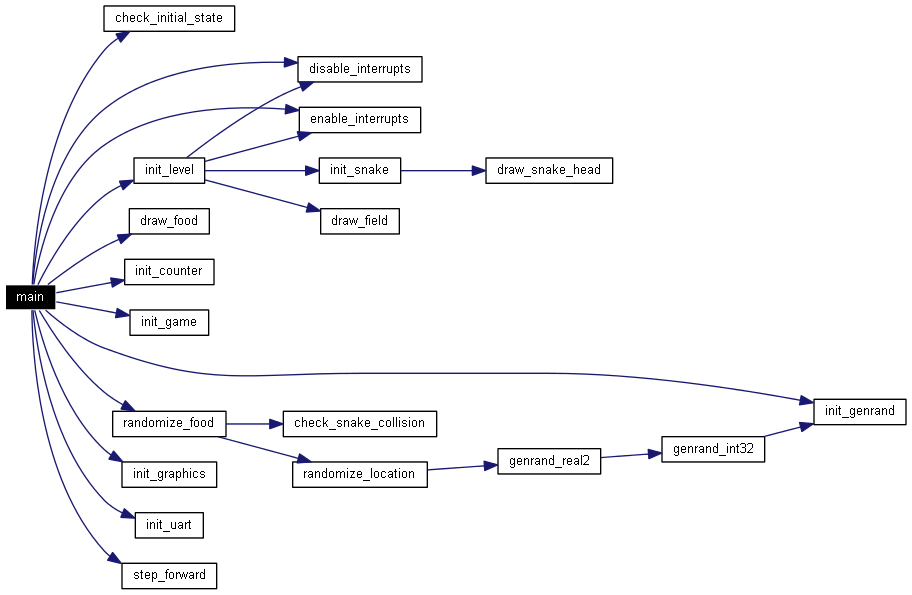 check_initial_state
disable_interrupts
enable_interrupts
init_level
init_snake
draw_snake_head
draw_food
draw_field
init_counter
main
init_game
init_genrand
randomize_food
check_snake_collision
genrand_int32
genrand_real2
init_graphics
randomize_location
init_uart
step_forward